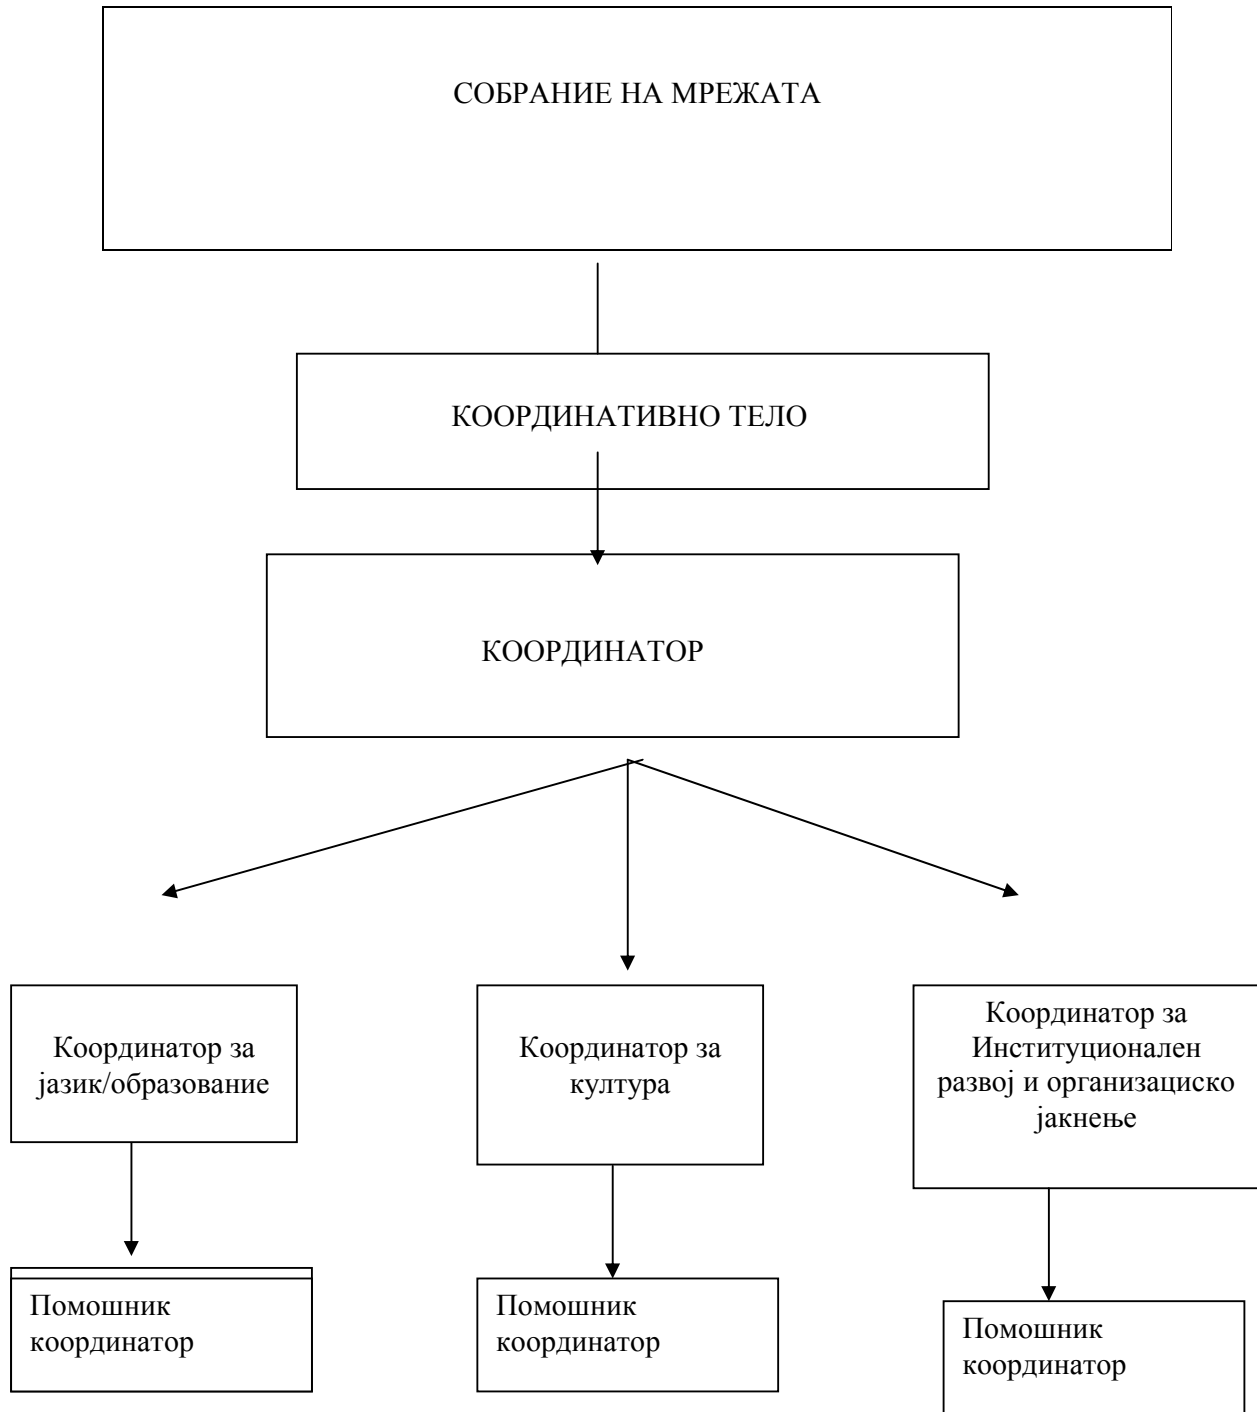 СОБРАНИЕ НА МРЕЖАТА
КООРДИНАТИВНО ТЕЛО
КООРДИНАТОР
Координатор за
јазик/образование
Координатор за
култура
Координатор за
Институционален
развој и организациско
јакнење
Помошник
координатор
Помошник
координатор
Помошник
координатор